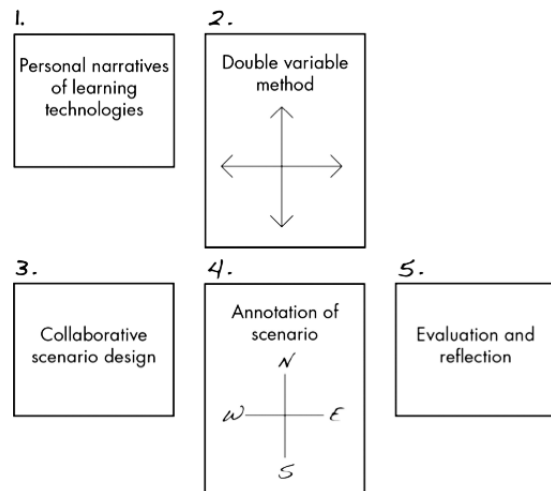 1.
Personal narratives
of learning
technologies
2.
Double variable
method
3.
Collaborative
scenario design
4.
Annotation of
scenario
N
W E
S
5.
Evaluation and
reflection